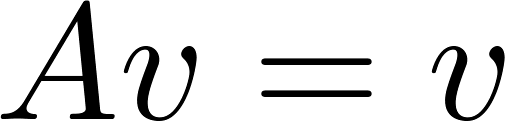 Av = v